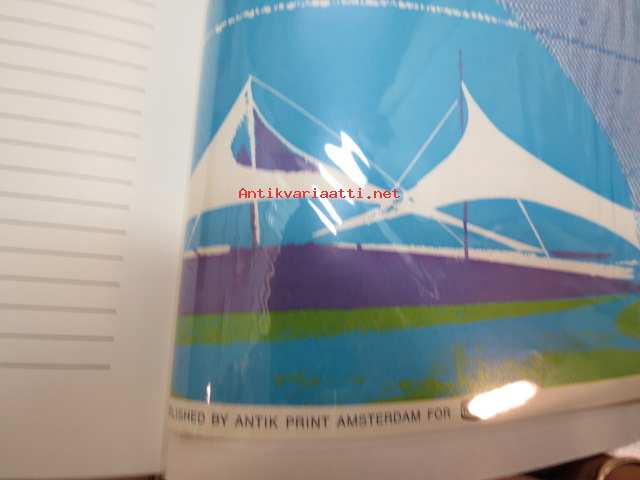 Antikvariaatti.net
LISHED BY ANTIK PRINT AMSTERDAM FOR